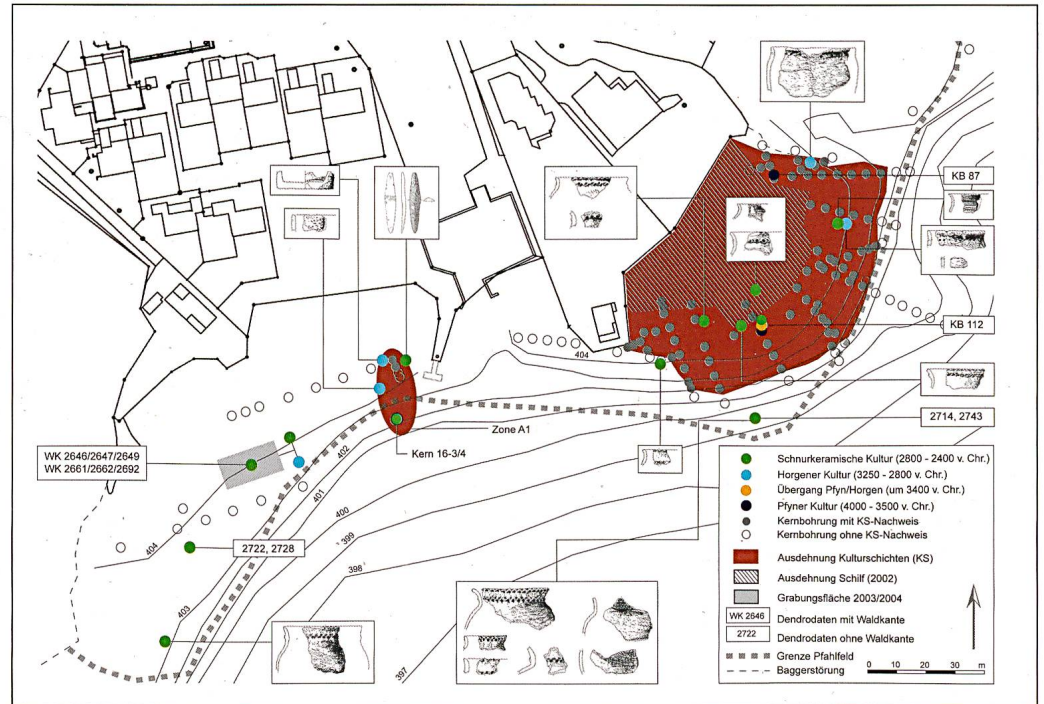 KB 87
404
KB 112
2714, 2743
Zone A1
Kern 16-3/4
402
401
400
399
398
397
404
403
WK 2646/2647/2649
WK 2661/2662/2692
2722, 2728
Schnurkeramische Kultur (2800 - 2400 v. Chr.)
Horgener Kultur (3250 - 2800 v. Chr.)
Übergang Pfyn/Horgen (um 3400 v. Chr.)
Pfyner Kultur (4000 - 3500 v. Chr.)
Kernbohrung mit KS-Nachweis
Kernbohrung ohne KS-Nachweis
Ausdehnung Kulturschichten (KS)
Ausdehnung Schilf (2002)
Grabungsfläche 2003/2004
WK 2646 Dendrodaten mit Waldkante
2722 Dendrodaten ohne Waldkante
Grenze Pfahlfeld
Baggerstörung
0 10 20 30 m